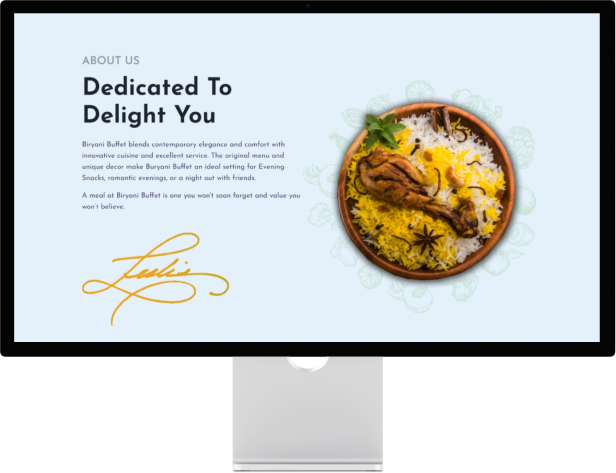 ABOUT US
Dedicated To
Delight You
Biryani Buffet blends contemporary elegance and comfort with
innovative cuisine and excellent service. The original menu and
unique decor make Buryani Buffet an ideal setting for Evening
Snacks, romantic evenings, or a night out with friends.
A meal at Biryani Buffet is one you won't soon forget and value you
won't believe.
Leslie